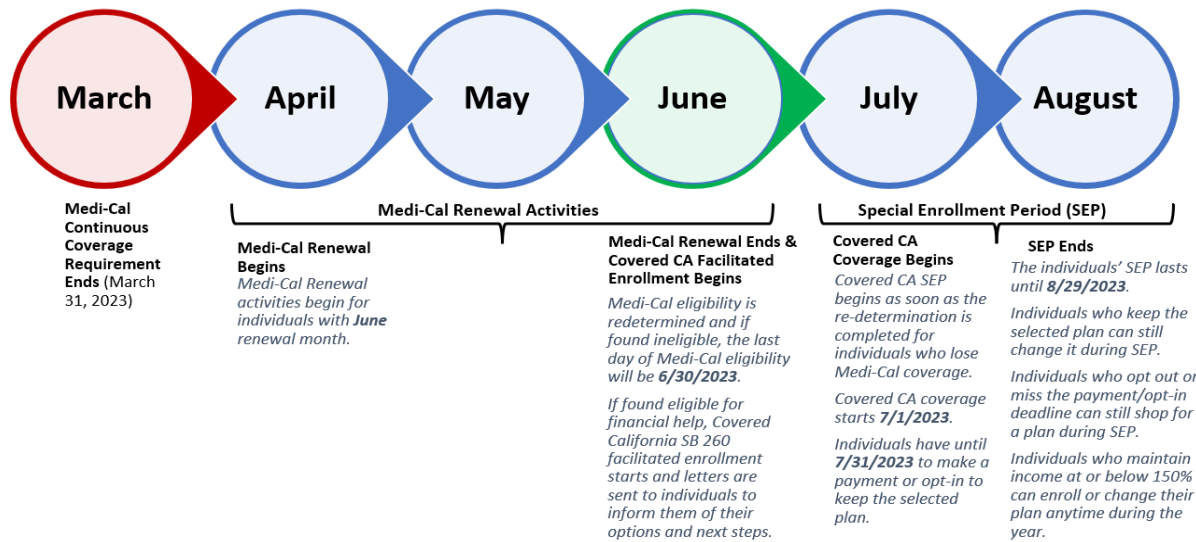 March
April
May
June
July
August
Medi-Cal
Continuous
Coverage
Requirement
Ends (March
31, 2023)
Medi-Cal Renewal Activities
Medi-Cal Renewal
Begins
Medi-Cal Renewal
activities begin for
individuals with June
renewal month.
Medi-Cal Renewal Ends &
Covered CA Facilitated
Enrollment Begins
Medi-Cal eligibility is
redetermined and if
found ineligible, the last
day of Medi-Cal eligibility
will be 6/30/2023.
If found eligible for
financial help, Covered
California SB 260
facilitated enrollment
starts and letters are
sent to individuals to
inform them of their
options and next steps.
Special Enrollment Period (SEP)
Covered CA
Coverage Begins
Covered CA SEP
begins as soon as the
re-determination is
completed for
individuals who lose
Medi-Cal coverage.
Covered CA coverage
starts 7/1/2023.
Individuals have until
7/31/2023 to make a
payment or opt-in to
keep the selected
plan.
SEP Ends
The individuals’ SEP lasts
until 8/29/2023.
Individuals who keep the
selected plan can still
change it during SEP.
Individuals who opt out or
miss the payment/opt-in
deadline can still shop for
a plan during SEP.
Individuals who maintain
income at or below 150%
can enroll or change their
plan anytime during the
year.